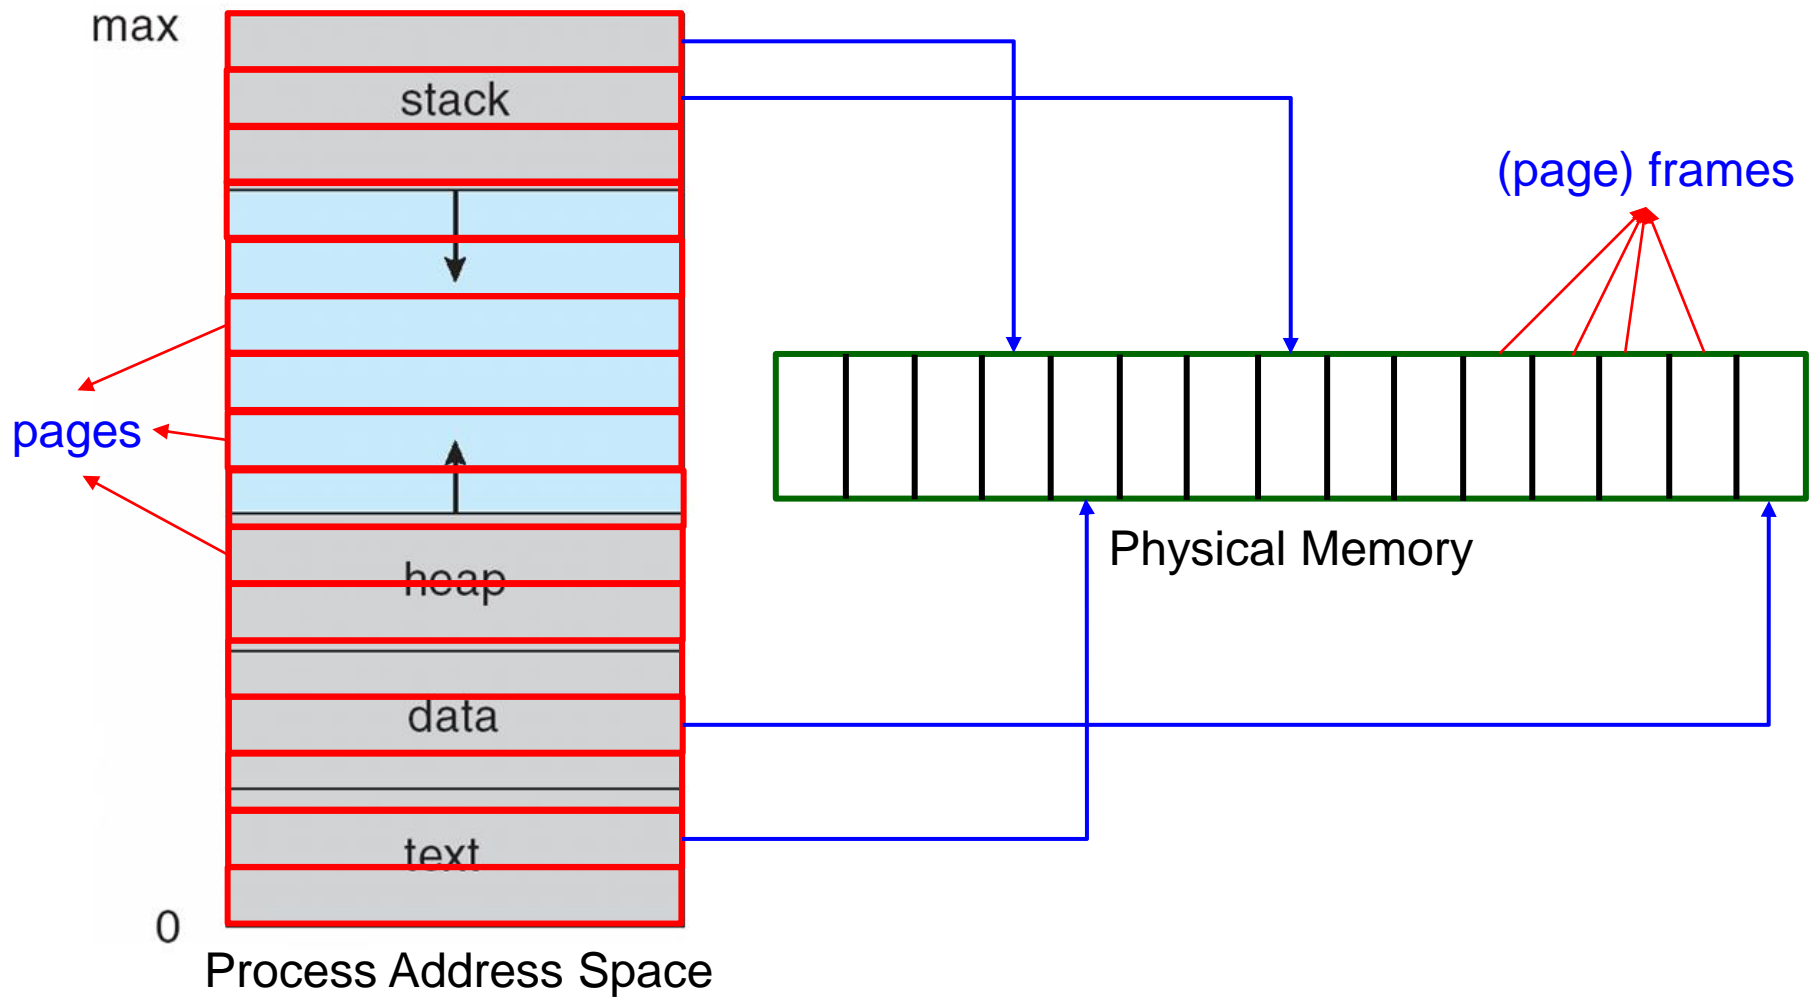 max
stack
(page) frames
pages
Physical Memory
heap
data
text
0
Process Address Space